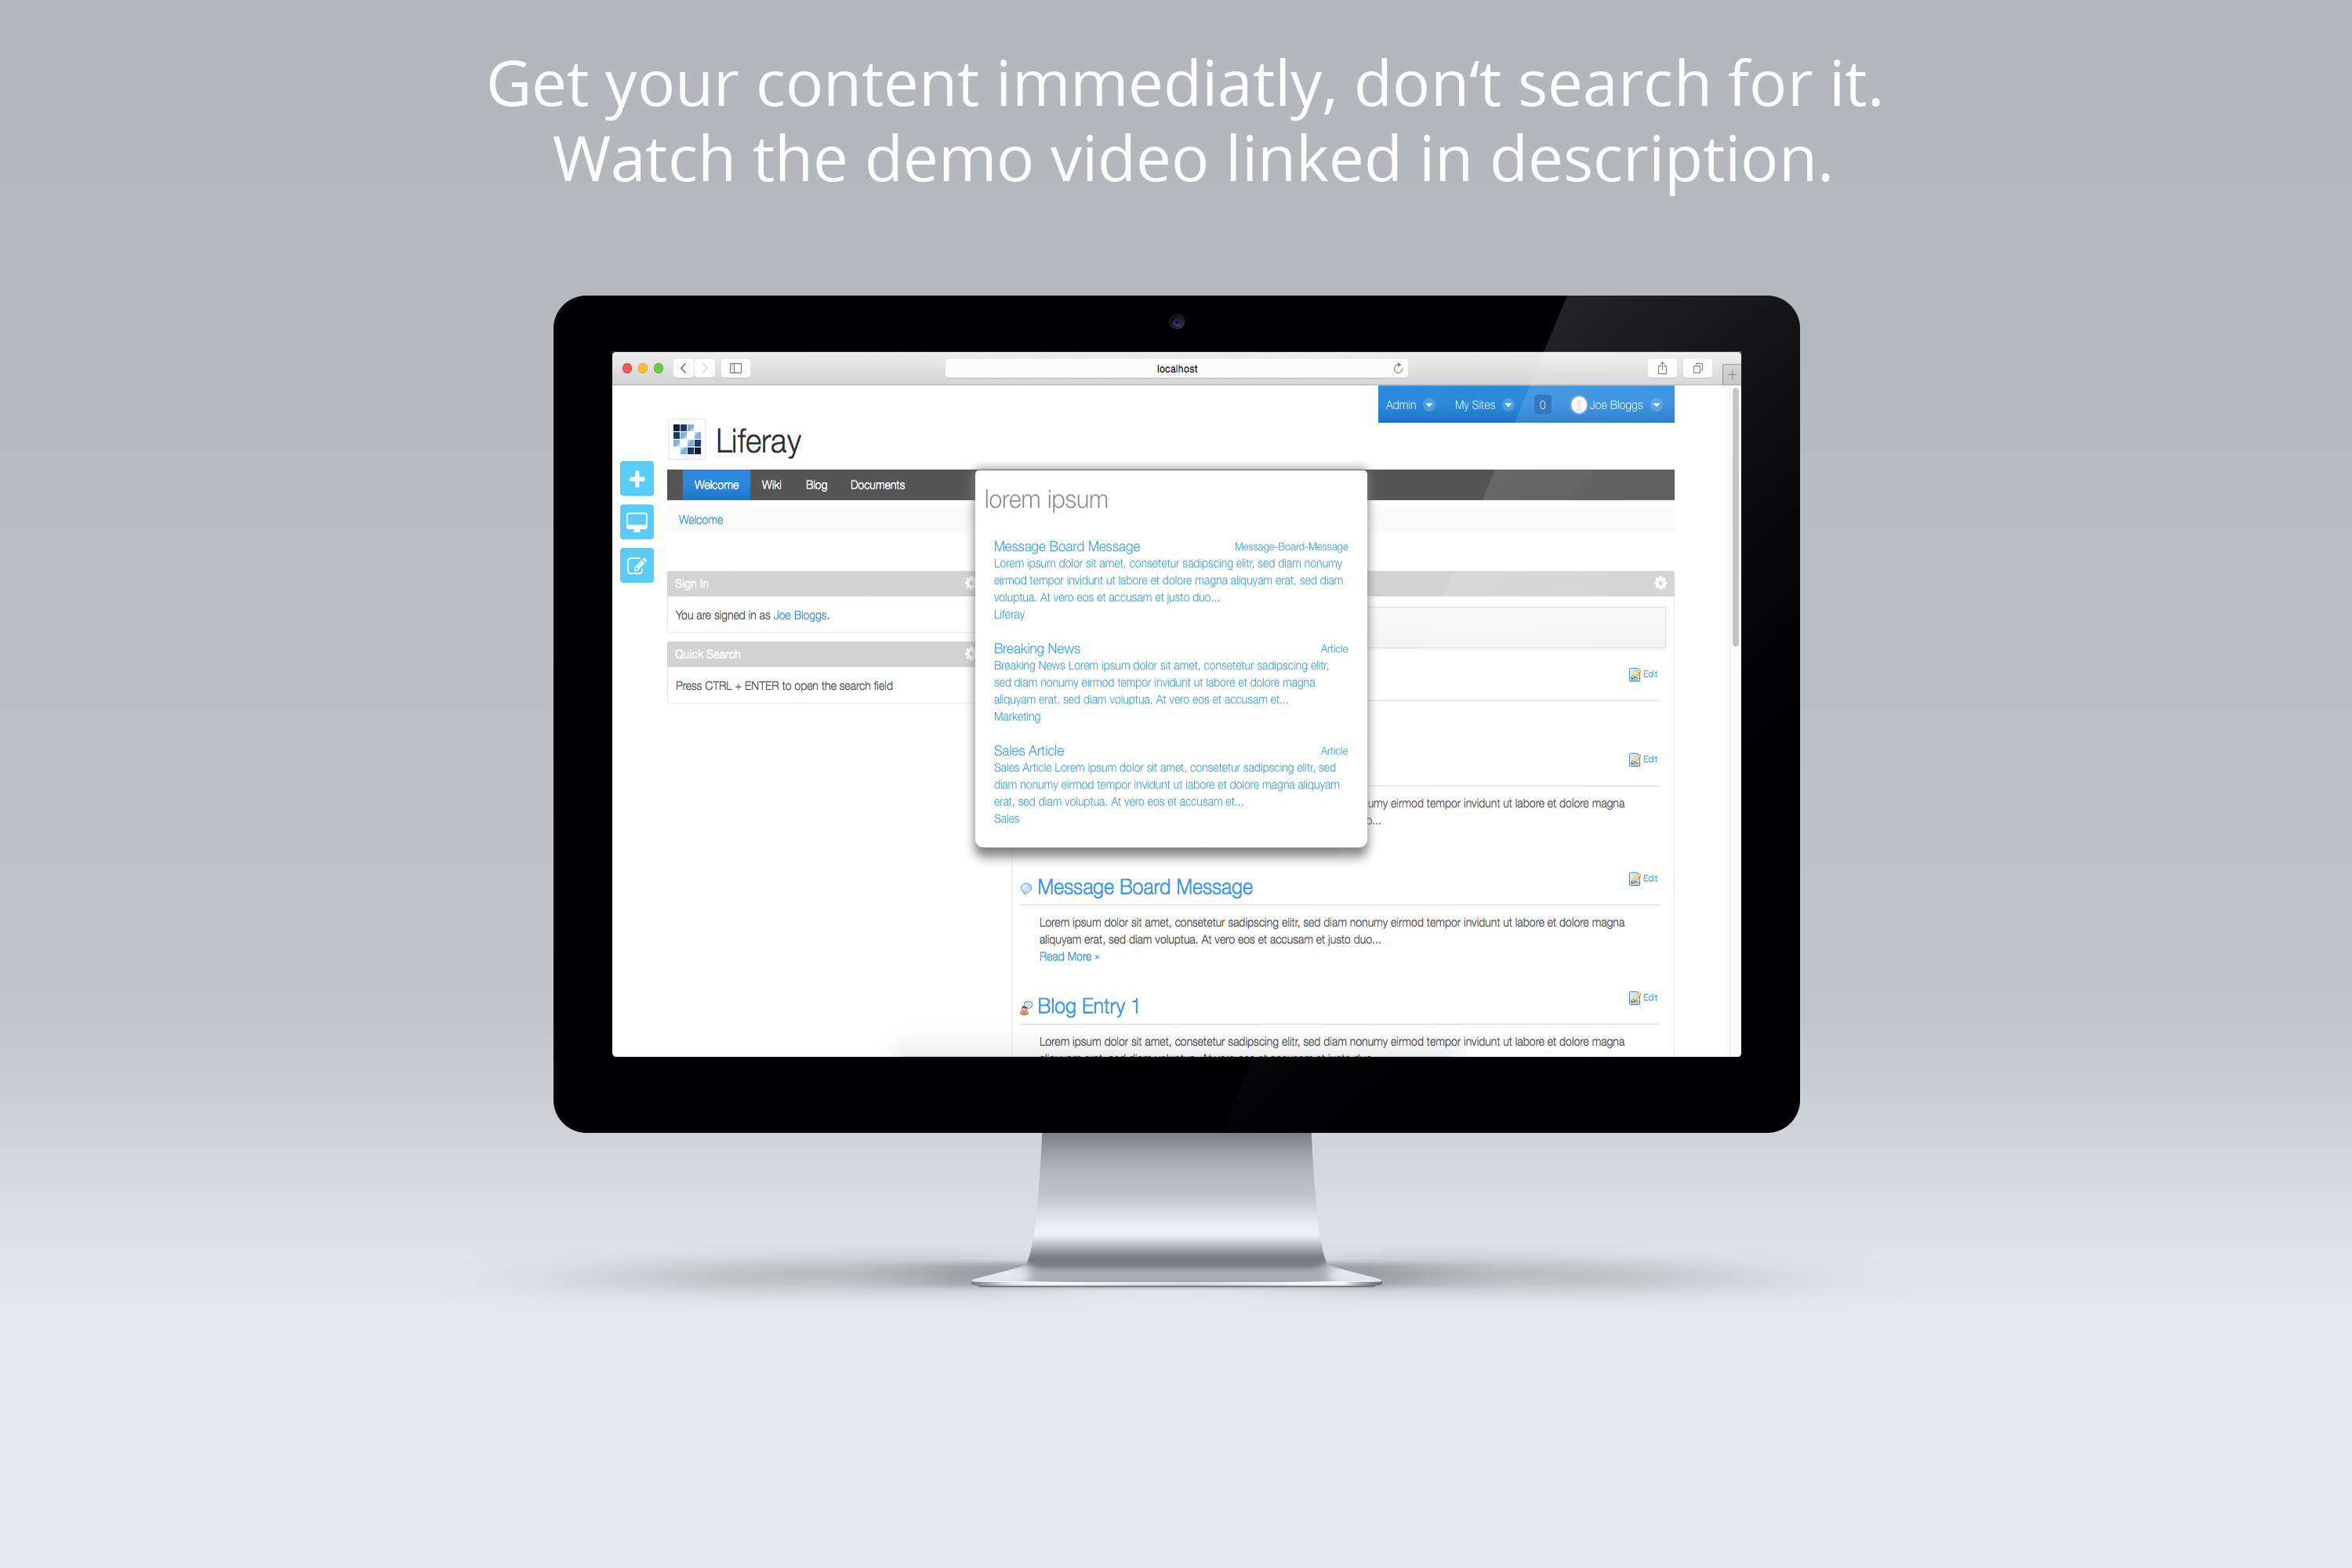 Get your content immediatly, don‘t search for it.
Watch the demo video linked in description.
localhost
Admin My Sites 0 Joe Bloggs
Liferay
Welcome Wiki Blog Documents
Welcome
lorem ipsum
Message Board Message Message-Board-Message
Lorem ipsum dolor sit amet, consetetur sadipscing elitr, sed diam nonumy
eirmod tempor invidunt ut labore et dolore magna aliquyam erat, sed diam
voluptua. At vero eos et accusam et justo duo...
Liferay
Breaking News Article
Breaking News Lorem ipsum dolor sit amet, consetetur sadipscing elitr,
sed diam nonumy eirmod tempor invidunt ut labore et dolore magna
aliquyam erat, sed diam voluptua. At vero eos et accusam et...
Marketing
Sales Article Article
Sales Article Lorem ipsum dolor sit amet, consetetur sadipscing elitr, sed
diam nonumy eirmod tempor invidunt ut labore et dolore magna aliquyam
erat, sed diam voluptua. At vero eos et accusam et...
Sales
Sign In
You are signed in as Joe Bloggs.
Quick Search
Press CTRL + ENTER to open the search field
Edit
Edit
eirmod tempor invidunt ut labore et dolore magna
Message Board Message Edit
Lorem ipsum dolor sit amet, consetetur sadipscing elitr, sed diam nonumy eirmod tempor invidunt ut labore et dolore magna
aliquyam erat, sed diam voluptua. At vero eos et accusam et justo duo...
Read More »
Blog Entry 1 Edit
Lorem ipsum dolor sit amet, consetetur sadipscing elitr, sed diam nonumy eirmod tempor invidunt ut labore et dolore magna